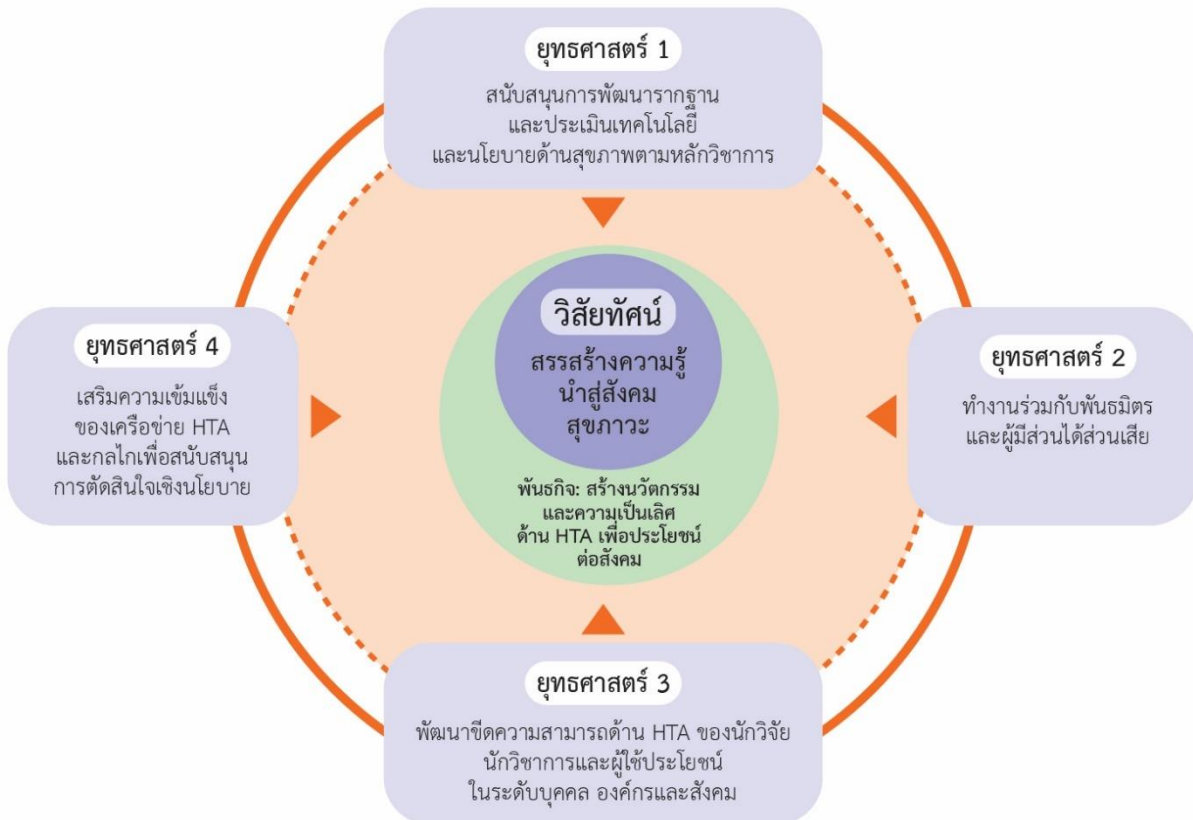 ยุทธศาสตร์ 1
สนับสนุนการพัฒนารากฐาน
และประเมินเทคโนโลยี
และนโยบายด้านสุขภาพตามหลักวิชาการ
วิสัยทัศน์
สรรสร้างความรู้
นำสู่สังคม
สุขภาวะ
พันธกิจ: สร้างนวัตกรรม
และความเป็นเลิศ
ด้าน HTA เพื่อประโยชน์
ต่อสังคม
ยุทธศาสตร์ 4
เสริมความเข้มแข็ง
ของเครือข่าย HTA
และกลไกเพื่อสนับสนุน
การตัดสินใจเชิงนโยบาย
ยุทธศาสตร์ 2
ทำงานร่วมกับพันธมิตร
และผู้มีส่วนได้ส่วนเสีย
ยุทธศาสตร์ 3
พัฒนาขีดความสามารถด้าน HTA ของนักวิจัย
นักวิชาการและผู้ใช้ประโยชน์
ในระดับบุคคล องค์กรและสังคม